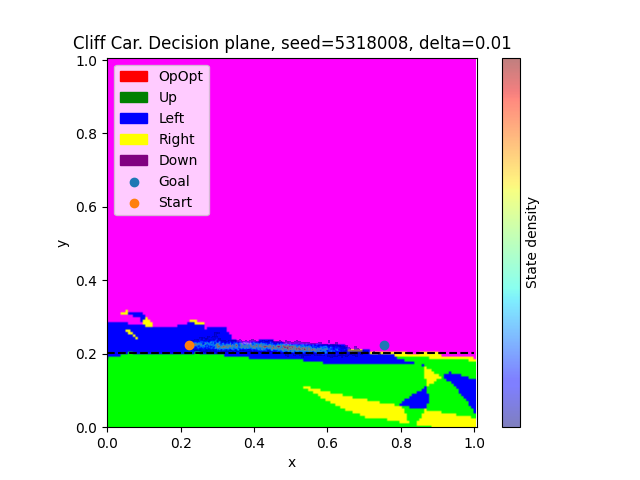 Cliff Car. Decision plane, seed=5318008, delta=0.01
1.0
0.8
0.6
0.4
0.2
0.0
y
OpOpt
Up
Left
Right
Down
Goal
Start
0.0 0.2 0.4 0.6 0.8 1.0
x
State density